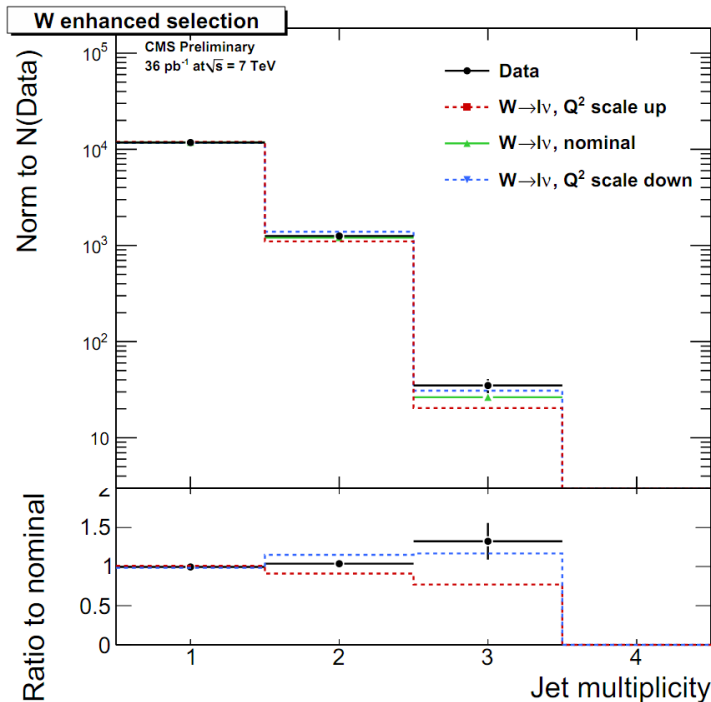 W enhanced selection
CMS Preliminary
36 pb⁻¹ at √s = 7 TeV
Data
W→lν, Q² scale up
W→lν, nominal
W→lν, Q² scale down
Norm to N(Data)
10⁵
10⁴
10³
10²
10
Ratio to nominal
2
1.5
1
0.5
0
1 2 3 4
Jet multiplicity